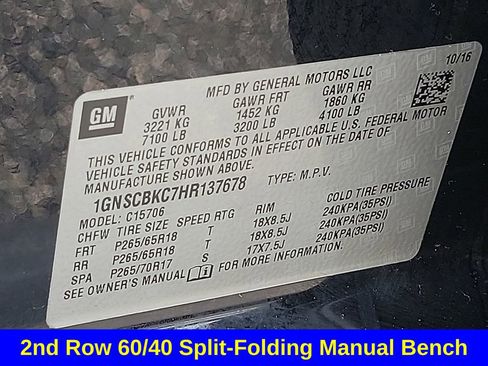 MFD BY GENERAL MOTORS LLC 10/16
GM GVWR GAWR FRT GAWR RR
3221 KG 1452 KG 1860 KG
7100 LB 3200 LB 4100 LB
THIS VEHICLE CONFORMS TO ALL APPLICABLE U.S. FEDERAL MOTOR
VEHICLE SAFETY STANDARDS IN EFFECT ON THE DATE OF
MANUFACTURE SHOWN ABOVE.
1GNSCBKC7HR137678 TYPE: M.P.V.
MODEL: C15706
CHFW TIRE SIZE SPEED RTG RIM COLD TIRE PRESSURE
FRT P265/65R18 T 18X8.5J 240KPA(35PSI)
RR P265/65R18 T 18X8.5J 240KPA(35PSI)
SPA P265/70R17 S 17X7.5J 240KPA(35PSI)
SEE OWNER'S MANUAL FOR MORE INFORMATION.
2nd Row 60/40 Split-Folding Manual Bench